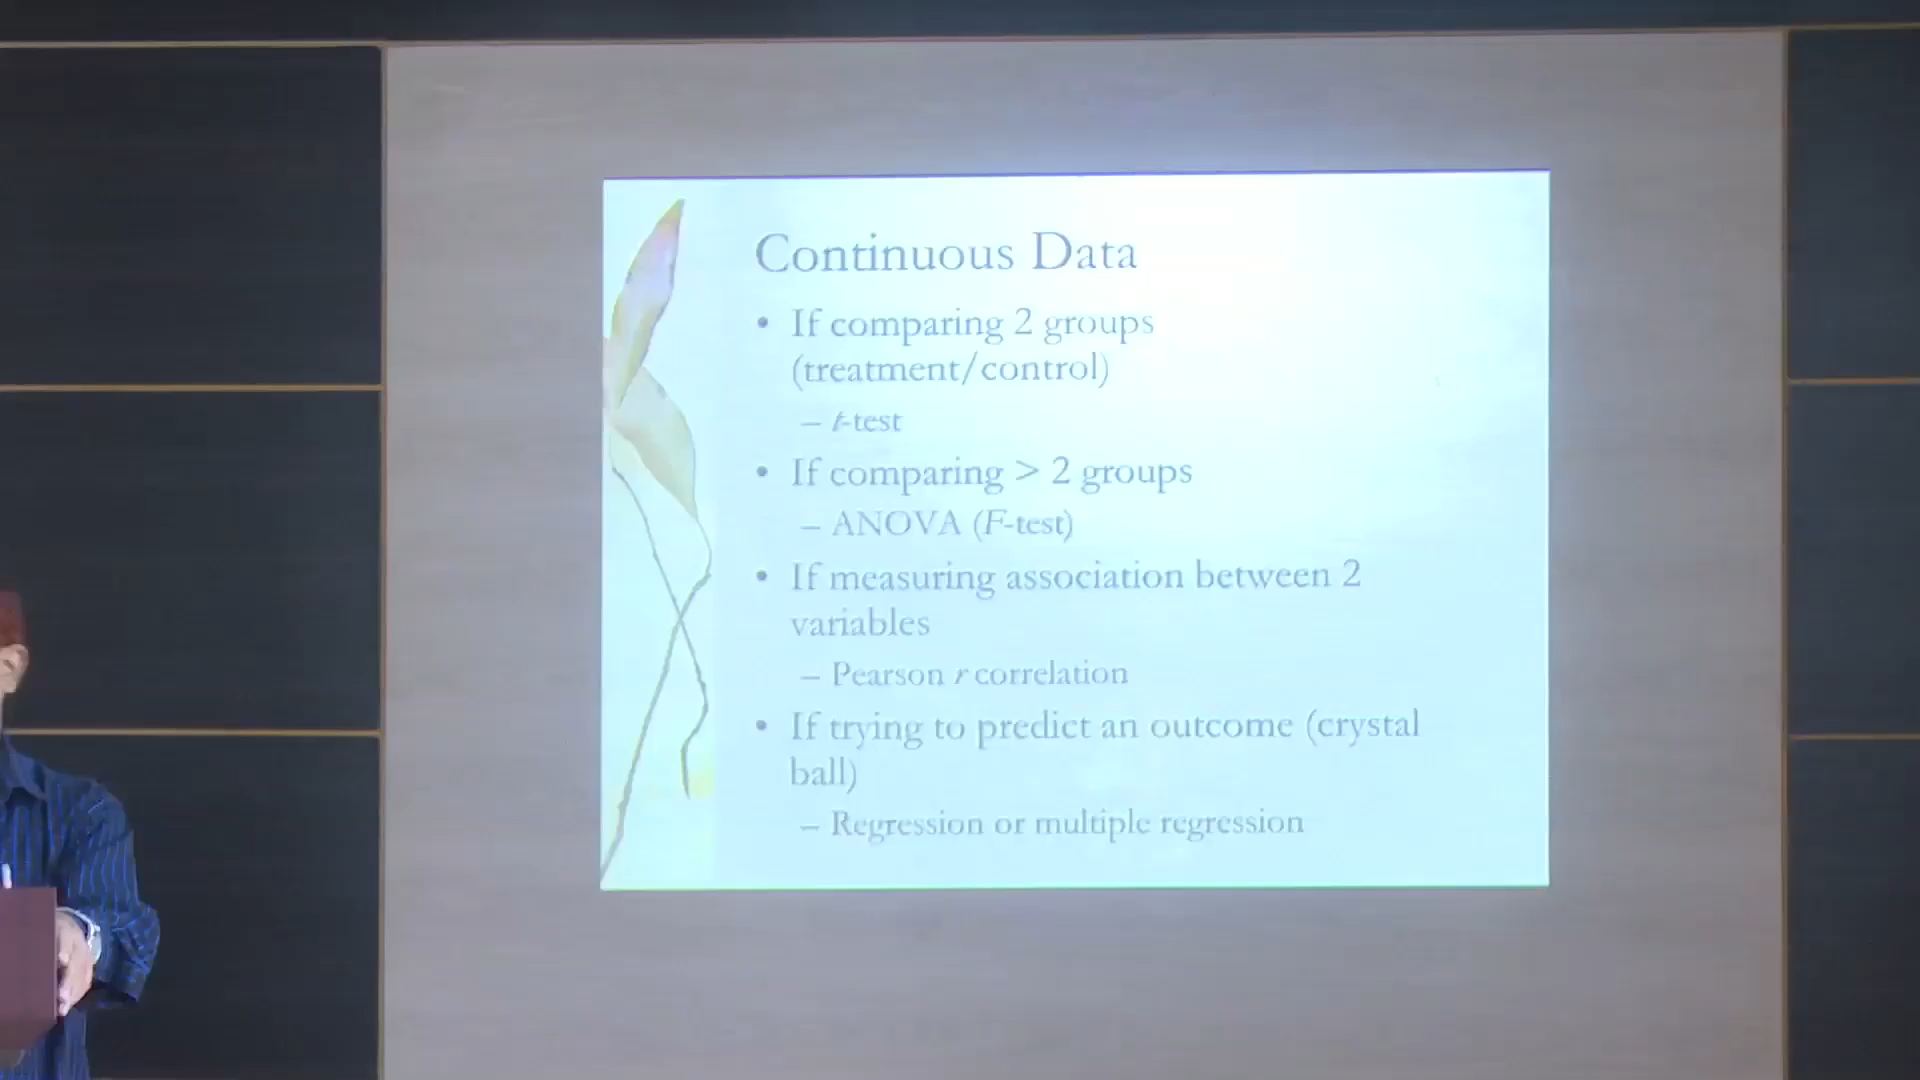 Continuous Data
• If comparing 2 groups
(treatment/control)
– t-test
• If comparing > 2 groups
– ANOVA (F-test)
• If measuring association between 2
variables
– Pearson r correlation
• If trying to predict an outcome (crystal
ball)
– Regression or multiple regression